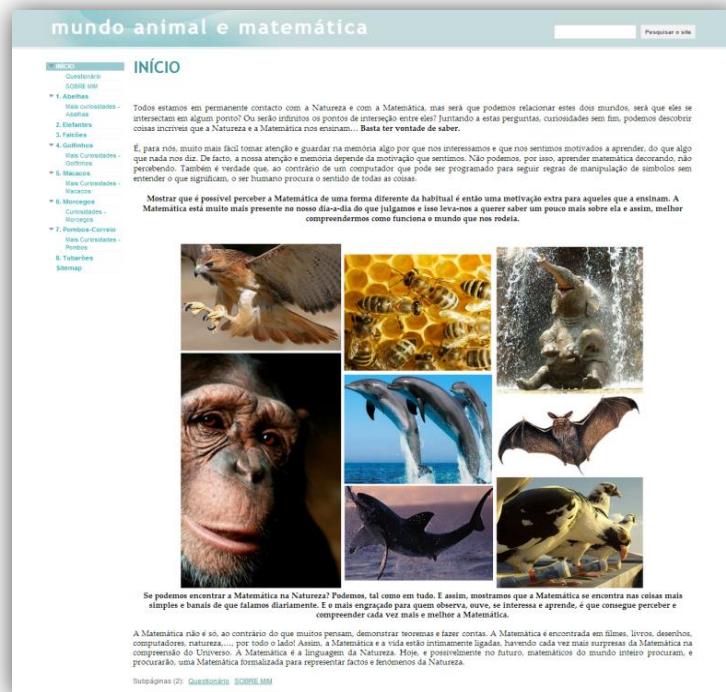 mundo animal e matemática
Pesquisar o site
INÍCIO
Questionário
SOBRE MIM
1. Abelhas
Mais curiosidades -
Abelhas
2. Elefantes
3. Falcões
4. Golfinhos
Mais Curiosidades -
Golfinhos
5. Macacos
Mais Curiosidades -
Macacos
6. Morcegos
Curiosidades -
Morcegos
7. Pombos-Correio
Mais Curiosidades -
Pombos
8. Tubarões
Sitemap
INÍCIO
Todos estamos em permanente contacto com a Natureza e com a Matemática, mas será que podemos relacionar estes dois mundos, será que eles se
intersectam em algum ponto? Ou serão infinitos os pontos de interseção entre eles? Juntando a estas perguntas, curiosidades sem fim, podemos descobrir
coisas incríveis que a Natureza e a Matemática nos ensinam… Basta ter vontade de saber.
É, para nós, muito mais fácil tomar atenção e guardar na memória algo por que nos interessamos e que nos sentimos motivados a aprender, do que algo
que nada nos diz. De facto, a nossa atenção e memória depende da motivação que sentimos. Não podemos, por isso, aprender matemática decorando, não
percebendo. Também é verdade que, ao contrário de um computador que pode ser programado para seguir regras de manipulação de símbolos sem
entender o que significam, o ser humano procura o sentido de todas as coisas.
Mostrar que é possível perceber a Matemática de uma forma diferente da habitual é então uma motivação extra para aqueles que a ensinam. A
Matemática está muito mais presente no nosso dia-a-dia do que julgamos e isso leva-nos a querer saber um pouco mais sobre ela e assim, melhor
compreendermos como funciona o mundo que nos rodeia.
Se podemos encontrar a Matemática na Natureza? Podemos, tal como em tudo. E assim, mostramos que a Matemática se encontra nas coisas mais
simples e banais de que falamos diariamente. E o mais engraçado para quem observa, ouve, se interessa e aprende, é que consegue perceber e
compreender cada vez mais e melhor a Matemática.
A Matemática não é só, ao contrário do que muitos pensam, demonstrar teoremas e fazer contas. A Matemática é encontrada em filmes, livros, desenhos,
computadores, natureza,…, por todo o lado! Assim, a Matemática e a vida estão intimamente ligadas, havendo cada vez mais surpresas da Matemática na
compreensão do Universo. A Matemática é a linguagem da Natureza. Hoje, e possivelmente no futuro, matemáticos do mundo inteiro procuram, e
procurarão, uma Matemática formalizada para representar factos e fenómenos da Natureza.
Subpáginas (2): Questionário SOBRE MIM